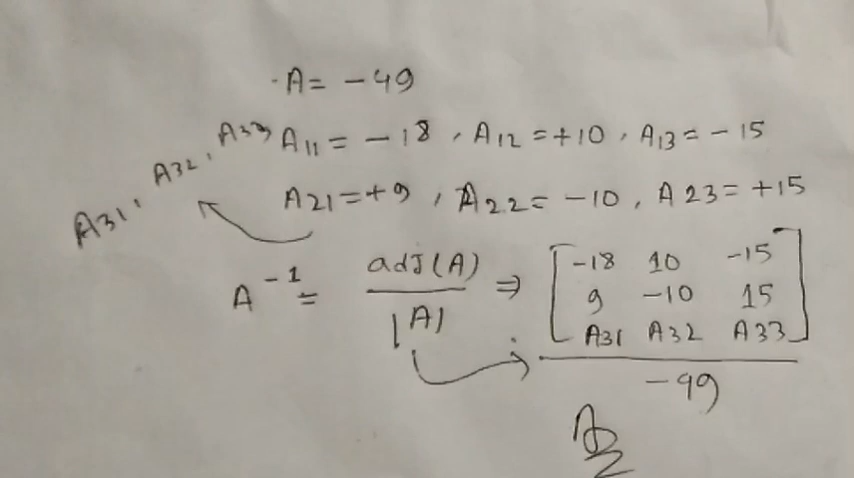 A = -49
A11 = -18 , A12 = +10 , A13 = -15
A31, A32, A33
A21 = +9 , A22 = -10 , A23 = +15
A^-1 = adj(A) / |A| ⇒ [ -18 10 -15
9 -10 15
A31 A32 A33 ]
-49